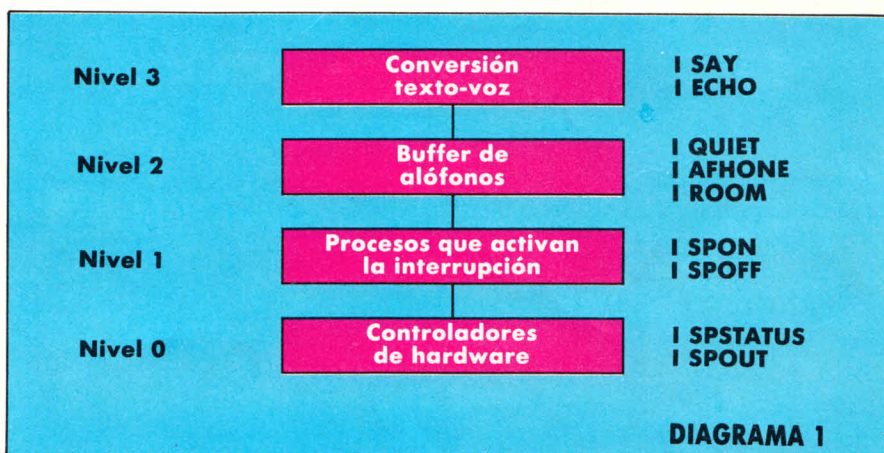 Nivel 3
Conversión
texto-voz
I SAY
I ECHO
Nivel 2
Buffer de
alófonos
I QUIET
I AFHONE
I ROOM
Nivel 1
Procesos que activan
la interrupción
I SPON
I SPOFF
Nivel 0
Controladores
de hardware
I SPSTATUS
I SPOUT
DIAGRAMA 1